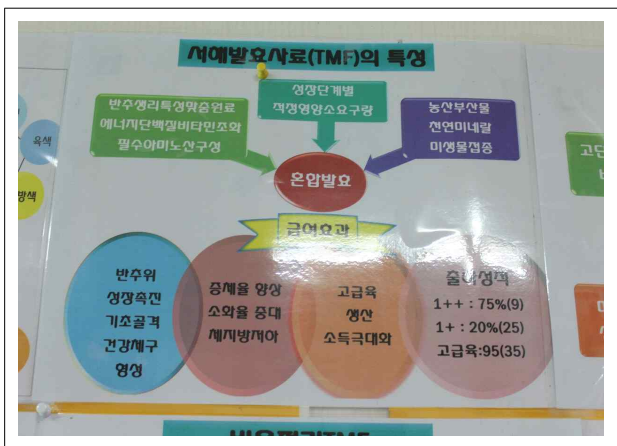 서해발효사료(TMF)의 특성
반추생리특성맞춤원료
에너지단백질비타민조화
필수아미노산구성
성장단계별
적정영양소요구량
농산부산물
천연미네랄
미생물접종
혼합발효
급여효과
반추위
성장촉진
기초골격
건강체구
형성
증체율 향상
소화율 증대
체지방저하
고급육
생산
소득극대화
출하성적
1++ : 75%(9)
1+ : 20%(25)
고급육:95(35)
육색
방색
고단